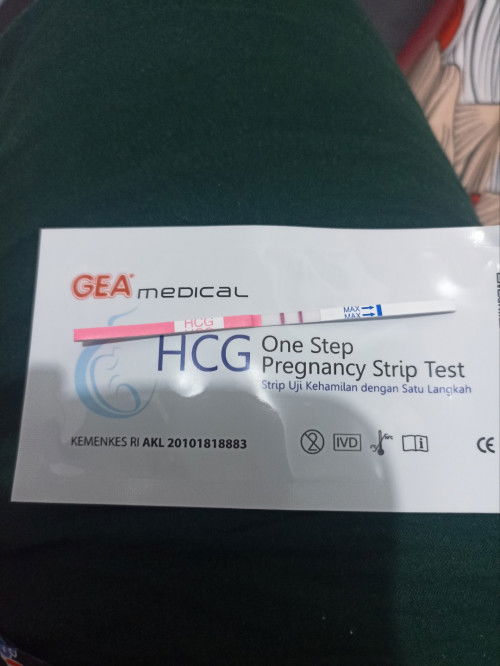 GEA medical
HCG
MAX
MAX
HCG One Step
Pregnancy Strip Test
Strip Uji Kehamilan dengan Satu Langkah
KEMENKES RI AKL 20101818883
IVD
CE